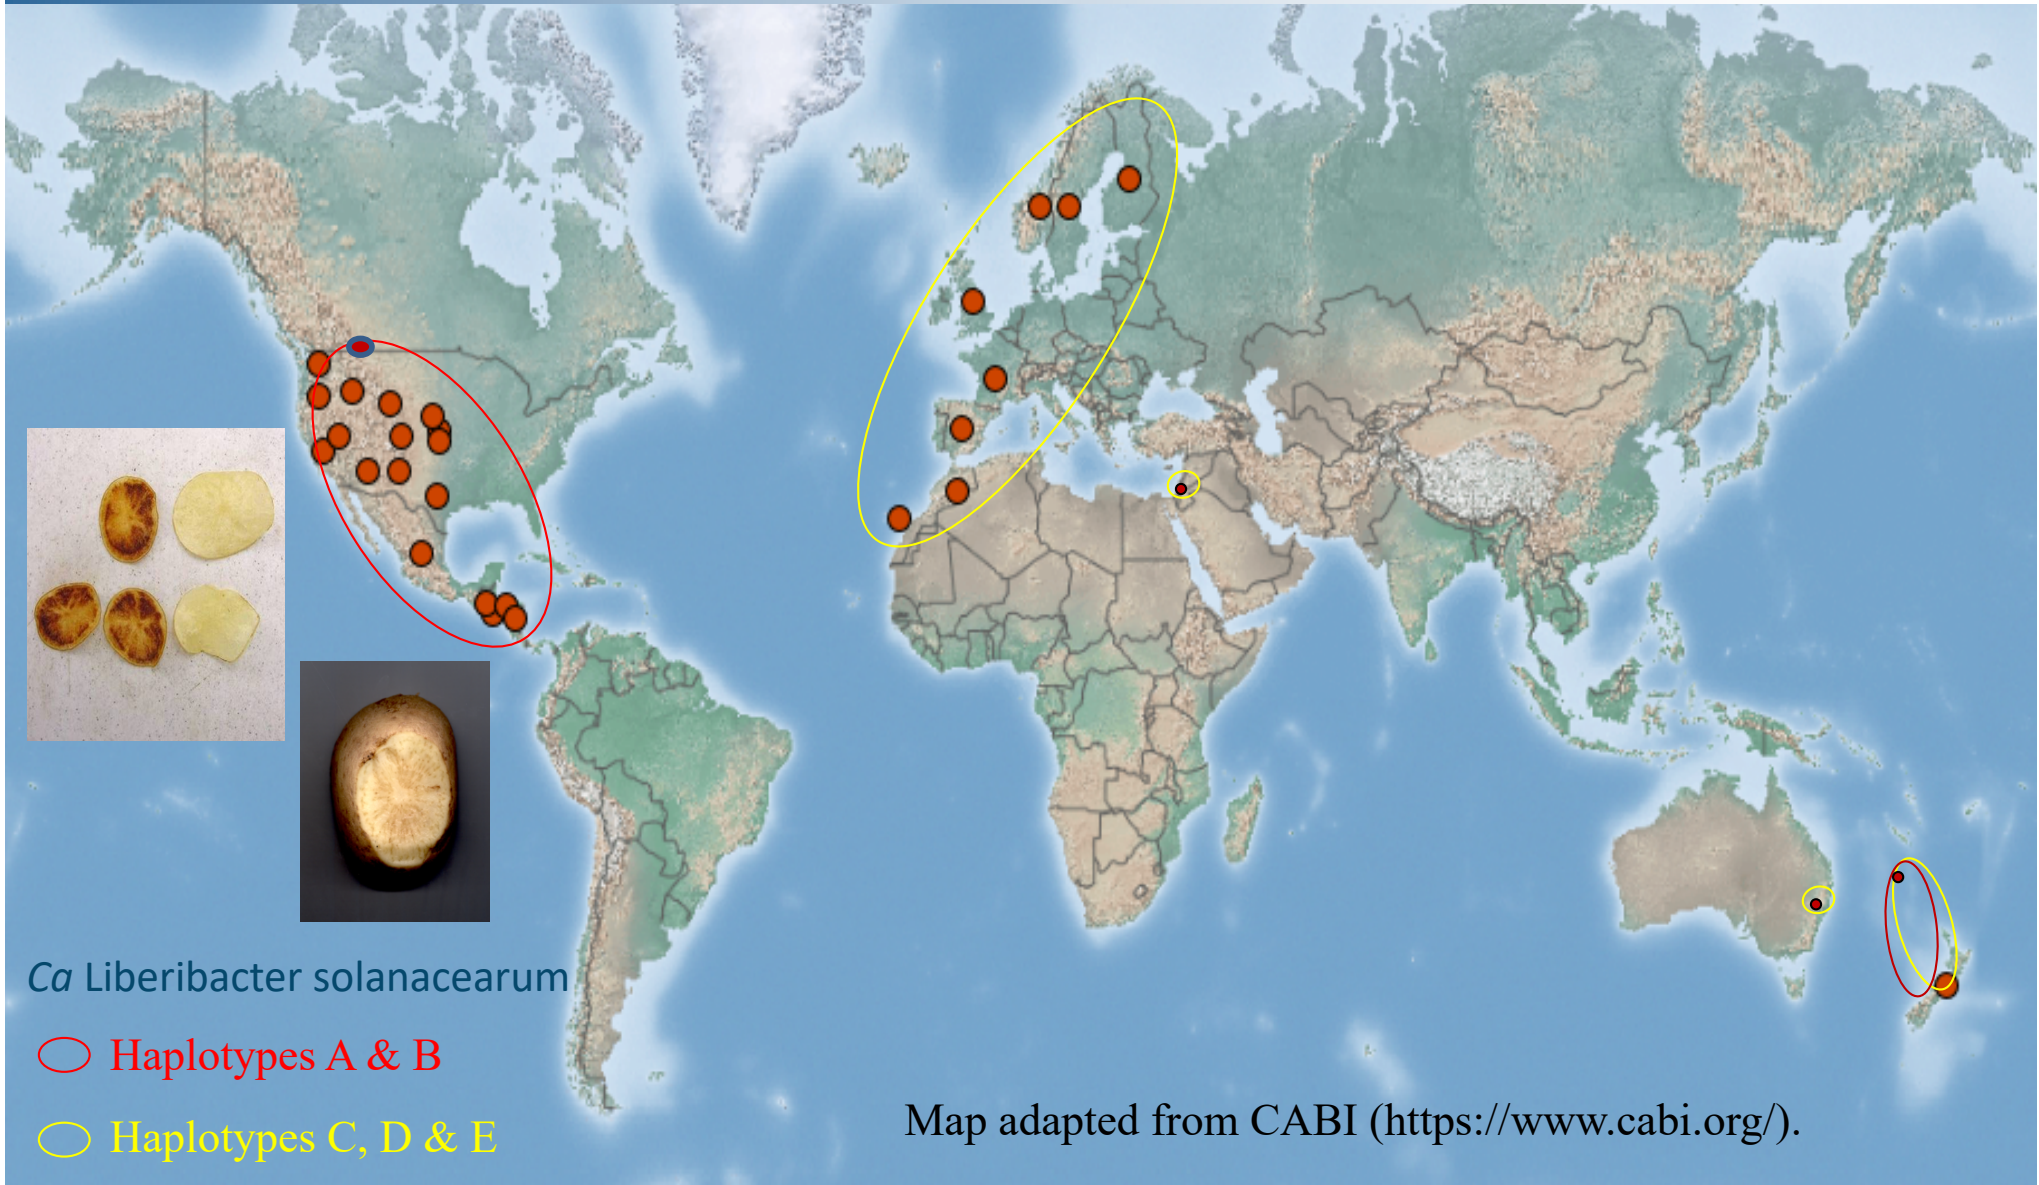 Ca Liberibacter solanacearum
Haplotypes A & B
Haplotypes C, D & E
Map adapted from CABI (https://www.cabi.org/).